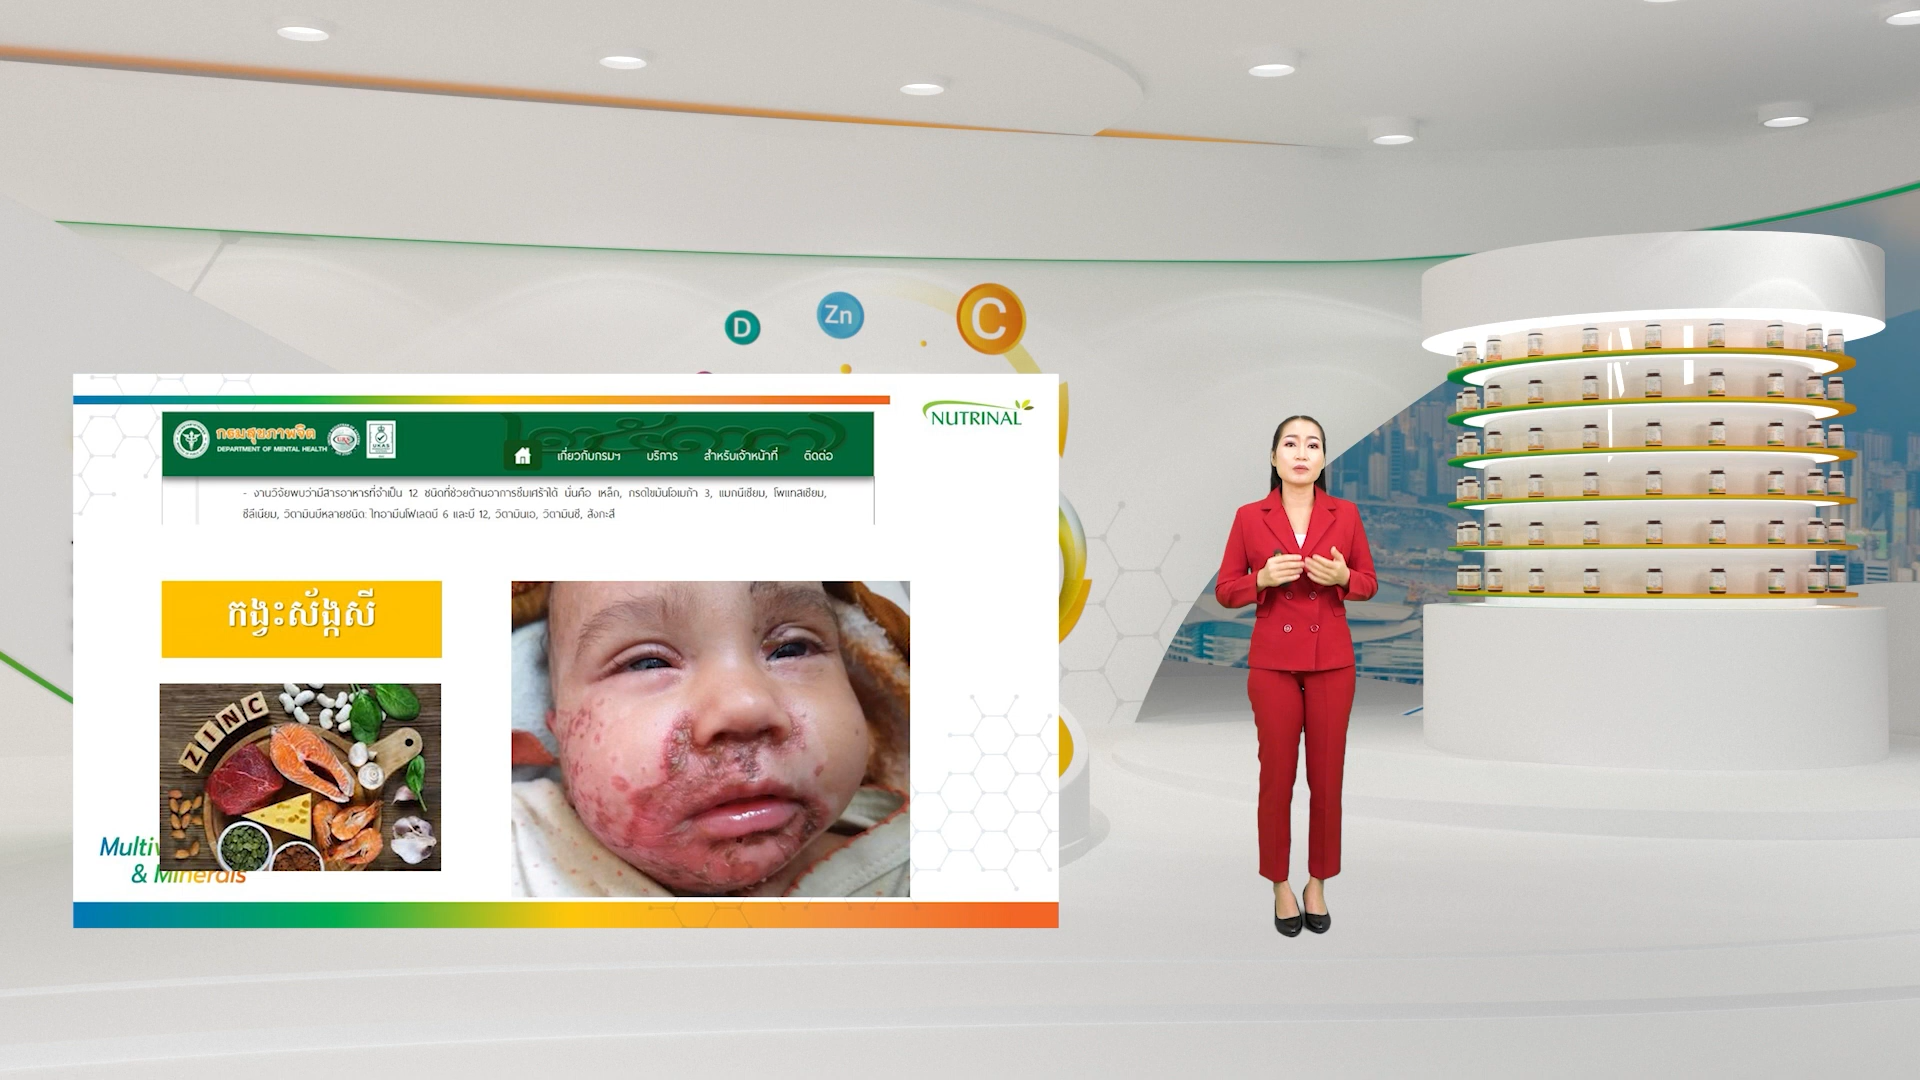 D
Zn
C
NUTRINAL
กรมสุขภาพจิต
DEPARTMENT OF MENTAL HEALTH
UKAS
เกี่ยวกับกรมฯ บริการ สำหรับเจ้าหน้าที่ ติดต่อ
- งานวิจัยพบว่ามีสารอาหารที่จำเป็น 12 ชนิดที่ช่วยต้านอาการซึมเศร้าได้ นั่นคือ เหล็ก, กรดไขมันโอเมก้า 3, แมกนีเซียม, โพแทสเซียม,
ซีลีเนียม, วิตามินบีหลายชนิด: ไทอามีนโฟเลตบี 6 และบี 12, วิตามินเอ, วิตามินซี, สังกะสี
កង្វះស័ង្កសី
ZINC
Multiv
& Minerals